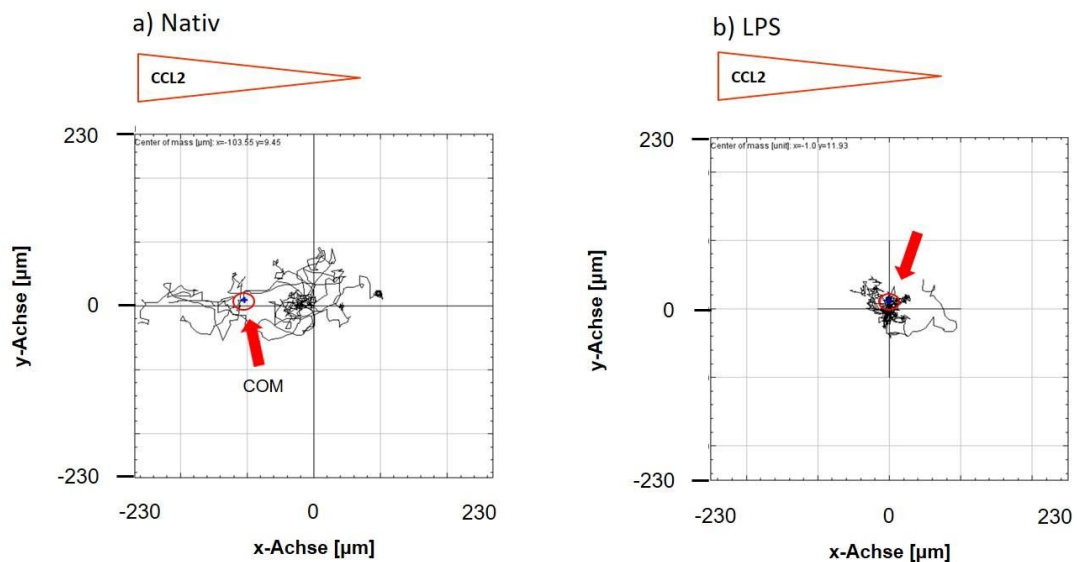 a) Nativ
CCL2
230
Center of mass [µm]: x=-103.55 y=9.45
y-Achse [µm]
0
COM
-230
-230
0
230
x-Achse [µm]
b) LPS
CCL2
230
Center of mass [unit]: x=-1.0 y=11.93
y-Achse [µm]
0
-230
-230
0
230
x-Achse [µm]